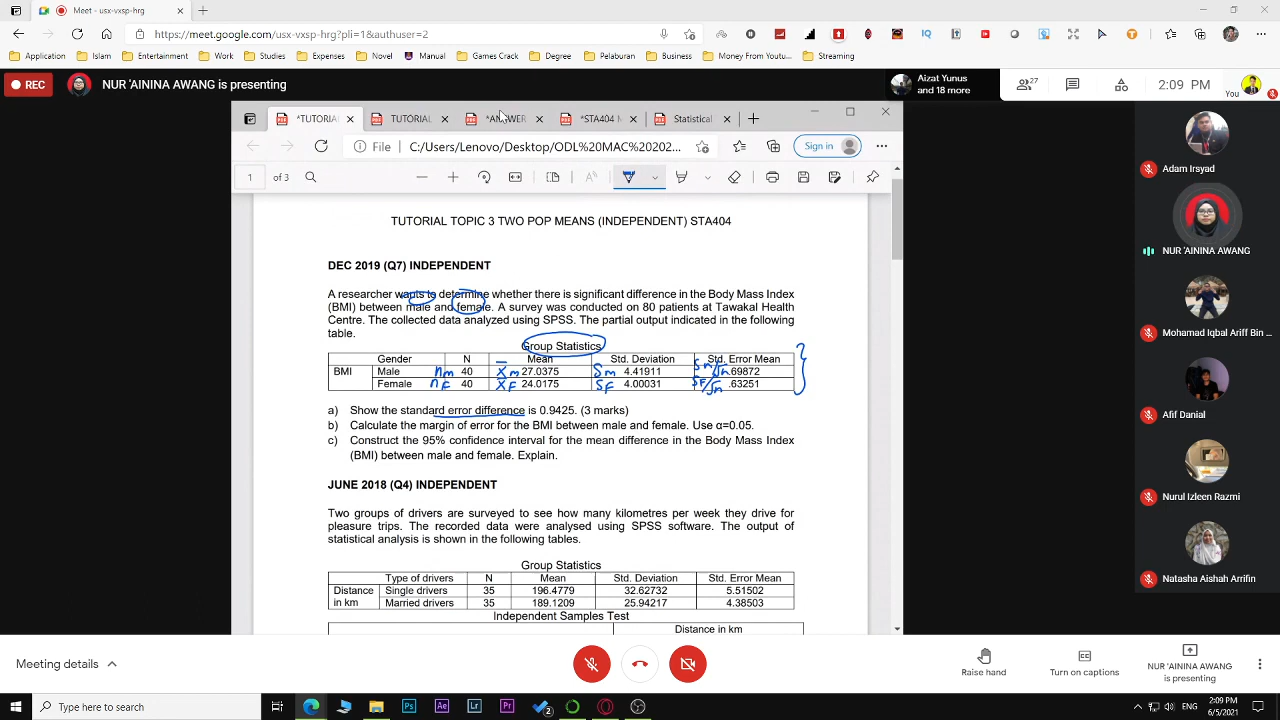 Meet - usx-vxsp-hrg
https://meet.google.com/usx-vxsp-hrg?pli=1&authuser=2
Application
Islam
Entertainment
Work
Studies
Expenses
Novel
Manual
Games Crack
Degree
Pelaburan
Business
Money From Youtu...
Streaming
REC
NUR 'AININA AWANG is presenting
Aizat Yunus
and 18 more
27
2:09 PM
You
*TUTORIAL
TUTORIAL
*ANSWER
*STA404 N
Statistical
File
C:/Users/Lenovo/Desktop/ODL%20MAC%20202...
Sign in
1 of 3
TUTORIAL TOPIC 3 TWO POP MEANS (INDEPENDENT) STA404
DEC 2019 (Q7) INDEPENDENT
A researcher wants to determine whether there is significant difference in the Body Mass Index
(BMI) between male and female. A survey was conducted on 80 patients at Tawakal Health
Centre. The collected data analyzed using SPSS. The partial output indicated in the following
table.
Group Statistics
Gender N Mean Std. Deviation Std. Error Mean
BMI Male nm 40 x̄m 27.0375 Sm 4.41911 Sm/√n .69872
Female nF 40 x̄F 24.0175 SF 4.00031 SF/√n .63251
a) Show the standard error difference is 0.9425. (3 marks)
b) Calculate the margin of error for the BMI between male and female. Use α=0.05.
c) Construct the 95% confidence interval for the mean difference in the Body Mass Index
(BMI) between male and female. Explain.
JUNE 2018 (Q4) INDEPENDENT
Two groups of drivers are surveyed to see how many kilometres per week they drive for
pleasure trips. The recorded data were analysed using SPSS software. The output of
statistical analysis is shown in the following tables.
Group Statistics
Type of drivers N Mean Std. Deviation Std. Error Mean
Distance Single drivers 35 196.4779 32.62732 5.51502
in km Married drivers 35 189.1209 25.94217 4.38503
Independent Samples Test
Distance in km
Adam Irsyad
NUR 'AININA AWANG
Mohamad Iqbal Ariff Bin ...
Afif Danial
Nurul Izleen Razmi
Natasha Aishah Arrifin
Meeting details
Raise hand
Turn on captions
NUR 'AININA AWANG
is presenting
Type here to search
Ps
Ae
Lr
Pr
2
ENG
2:09 PM
6/5/2021